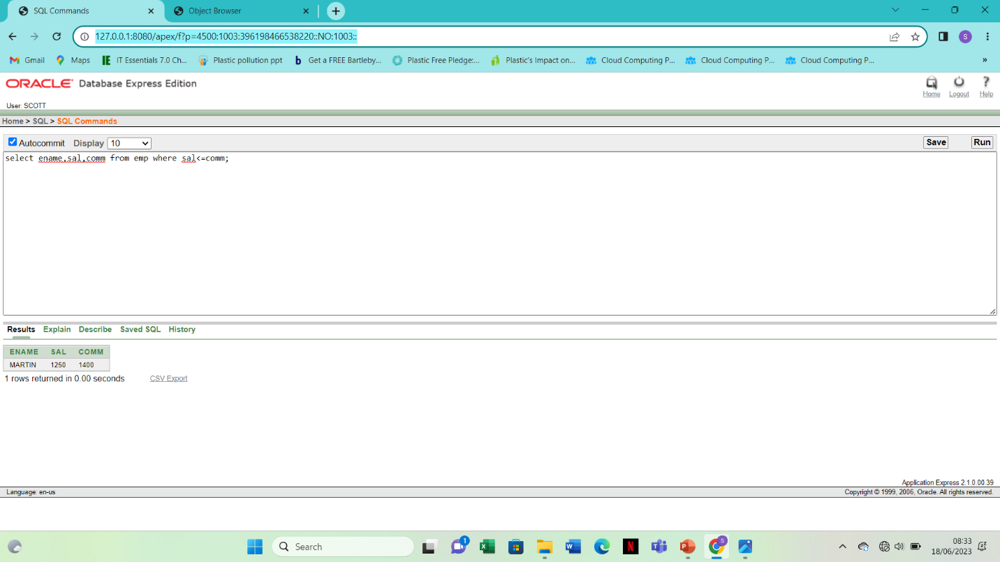 SQL Commands
Object Browser
127.0.0.1:8080/apex/f?p=4500:1003:396198466538220::NO:1003::
S
Gmail
Maps
IT Essentials 7.0 Ch...
Plastic pollution ppt
Get a FREE Bartleby...
Plastic Free Pledge:...
Plastic's Impact on...
Cloud Computing P...
Cloud Computing P...
Cloud Computing P...
»
ORACLE Database Express Edition
Home
Logout
Help
User: SCOTT
Home > SQL > SQL Commands
Autocommit Display 10
Save
Run
select ename,sal,comm from emp where sal<=comm;
Results Explain Describe Saved SQL History
ENAME SAL COMM
MARTIN 1250 1400
1 rows returned in 0.00 seconds CSV Export
Application Express 2.1.0.00.39
Language: en-us
Copyright © 1999, 2006, Oracle. All rights reserved.
Search
1
08:33
18/06/2023